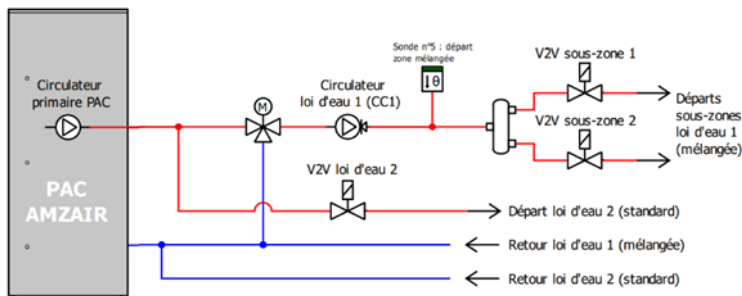 Sonde n°5 : départ
zone mélangée
V2V sous-zone 1
Circulateur
primaire PAC
Circulateur
loi d'eau 1 (CC1)
M
θ
Départs
sous-zones
loi d'eau 1
(mélangée)
V2V sous-zone 2
V2V loi d'eau 2
PAC
AMZAIR
Départ loi d'eau 2 (standard)
Retour loi d'eau 1 (mélangée)
Retour loi d'eau 2 (standard)